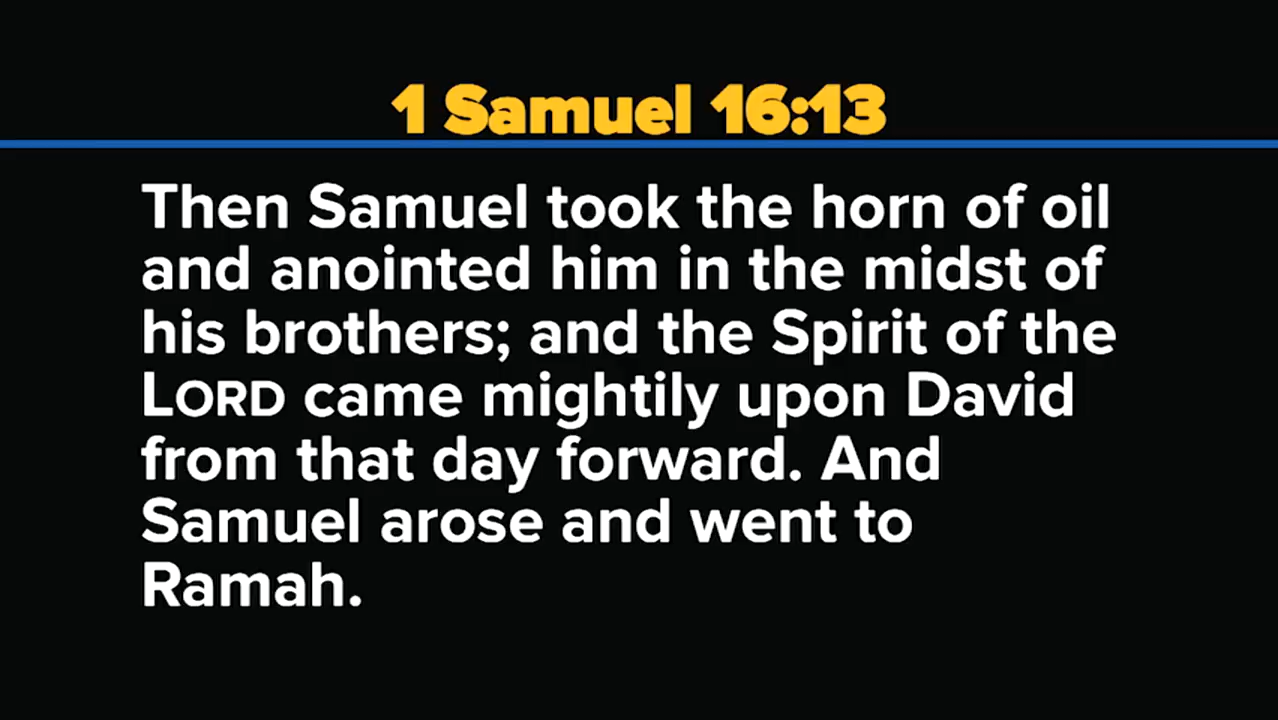 1 Samuel 16:13
Then Samuel took the horn of oil
and anointed him in the midst of
his brothers; and the Spirit of the
LORD came mightily upon David
from that day forward. And
Samuel arose and went to
Ramah.